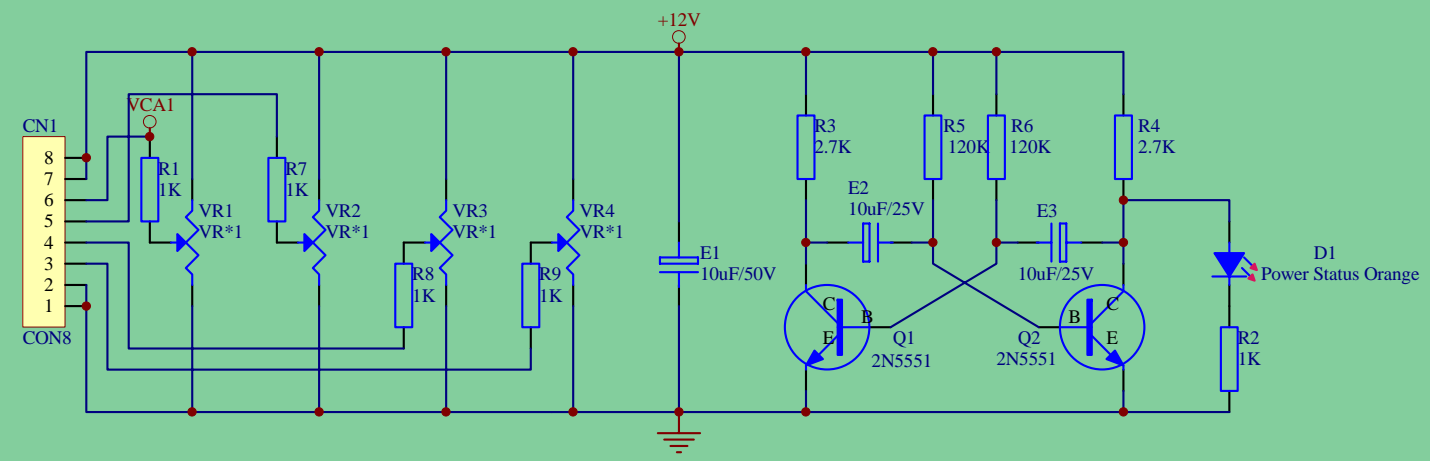 +12V
VCA1
CN1
8
7
6
5
4
3
2
1
CON8
R1
1K
R7
1K
VR1
VR*1
VR2
VR*1
VR3
VR*1
VR4
VR*1
R8
1K
R9
1K
E1
10uF/50V
R3
2.7K
R5
120K
R6
120K
R4
2.7K
E2
10uF/25V
E3
10uF/25V
C
B
E
Q1
2N5551
C
B
E
Q2
2N5551
D1
Power Status Orange
R2
1K